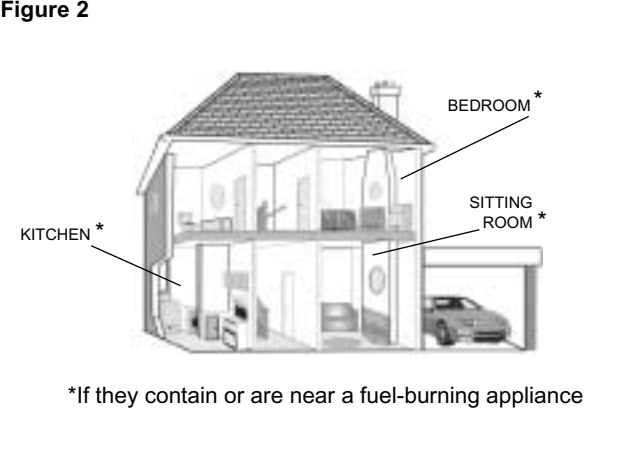 Figure 2
BEDROOM *
SITTING
ROOM *
KITCHEN *
*If they contain or are near a fuel-burning appliance